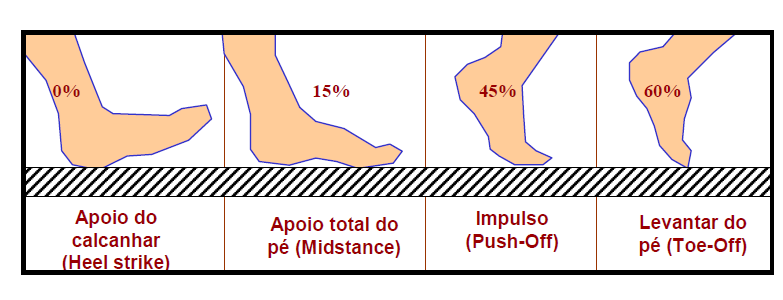 0%
15%
45%
60%
Apoio do
calcanhar
(Heel strike)
Apoio total do
pé (Midstance)
Impulso
(Push-Off)
Levantar do
pé (Toe-Off)